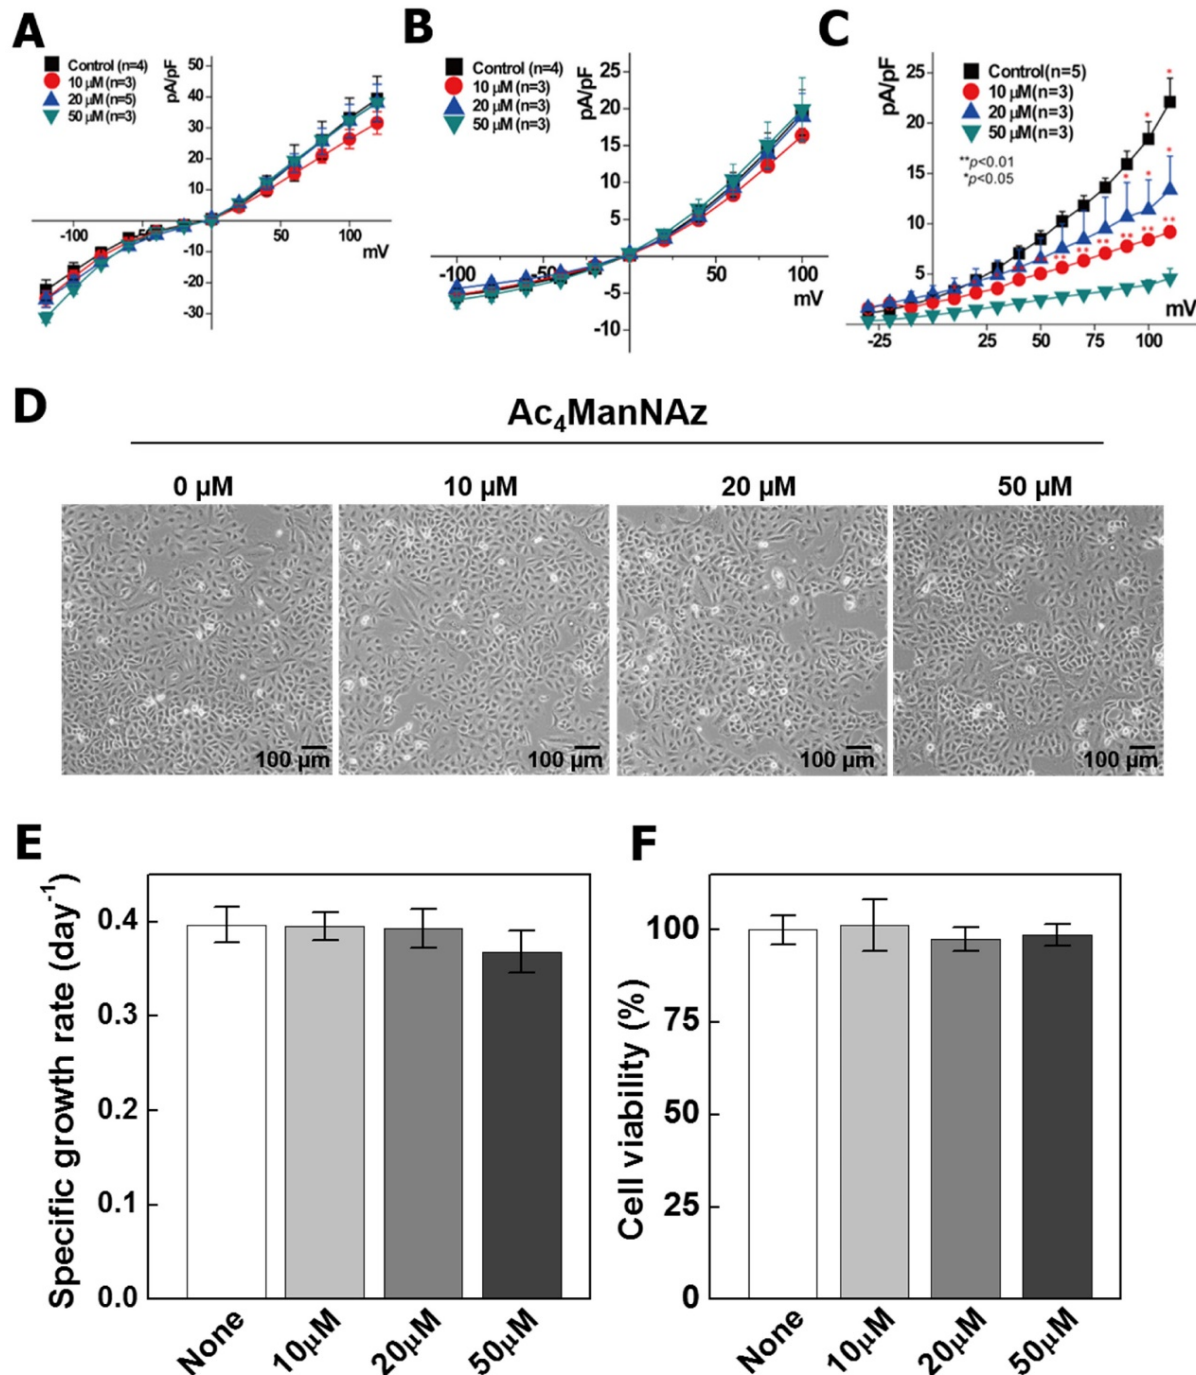 A
Control (n=4)
10 µM (n=3)
20 µM (n=5)
50 µM (n=3)
pA/pF
50
40
30
20
10
-10
-20
-30
-100
-50
50
100
mV
B
Control (n=4)
10 µM (n=3)
20 µM (n=3)
50 µM (n=3)
pA/pF
25
20
15
10
5
-5
-10
-100
-50
50
100
mV
C
Control(n=5)
10 µM(n=3)
20 µM(n=3)
50 µM(n=3)
**p<0.01
*p<0.05
pA/pF
25
20
15
10
5
-25
25
50
75
100
mV
D
Ac₄ManNAz
0 µM 10 µM 20 µM 50 µM
100 µm 100 µm 100 µm 100 µm
E
Specific growth rate (day⁻¹)
0.4
0.3
0.2
0.1
0.0
None 10µM 20µM 50µM
F
Cell viability (%)
100
75
50
25
0
None 10µM 20µM 50µM